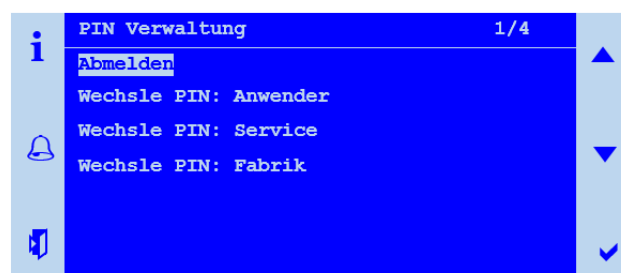 PIN Verwaltung 1/4
Abmelden
Wechsle PIN: Anwender
Wechsle PIN: Service
Wechsle PIN: Fabrik